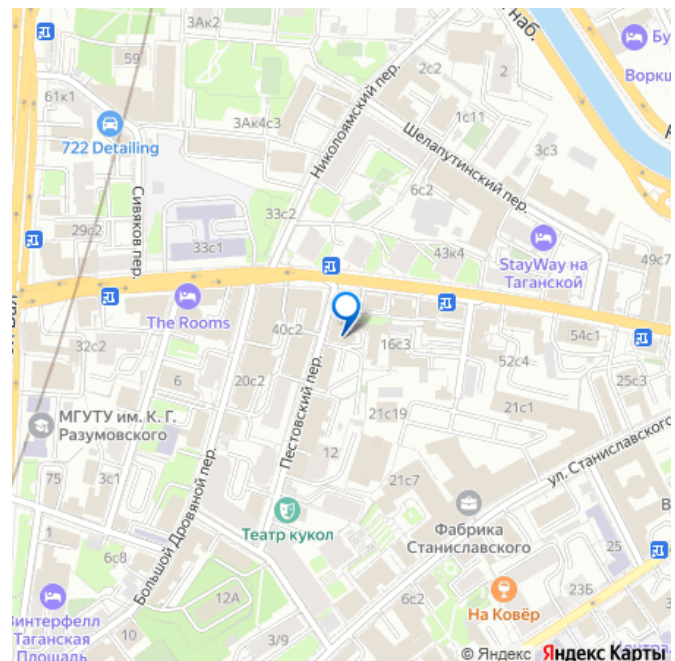 3Ак2
наб.
59
Николоямский пер.
2с2
2
Бу
Воркш
61к1
722 Detailing
3Ак4с3
1с11
Шелапутинский пер.
3с3
Сивяков пер.
6с2
33с2
29с2
33с1
43к4
StayWay на
Таганской
49с7
The Rooms
40с2
16с3
54с1
32с2
6
20с2
52с4
25с3
МГУТУ им. К. Г.
Разумовского
Пестовский пер.
21с19
21с1
ул. Станиславского
75
3с1
12
21с7
Большой Дровяной пер.
Театр кукол
Фабрика
Станиславского
В
1
25
6с8
12А
23Б
6с2
На Ковёр
Винтерфелл
Таганская
Площадь
10
3/9
© Яндекс Яндекс Карты